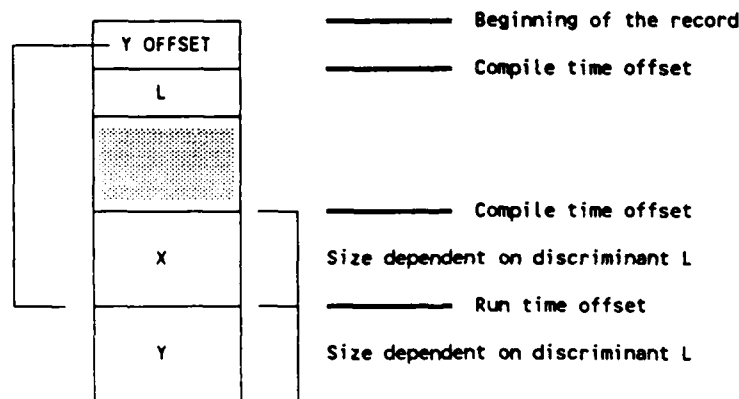 Beginning of the record
Y OFFSET
Compile time offset
L
Compile time offset
X
Size dependent on discriminant L
Run time offset
Y
Size dependent on discriminant L